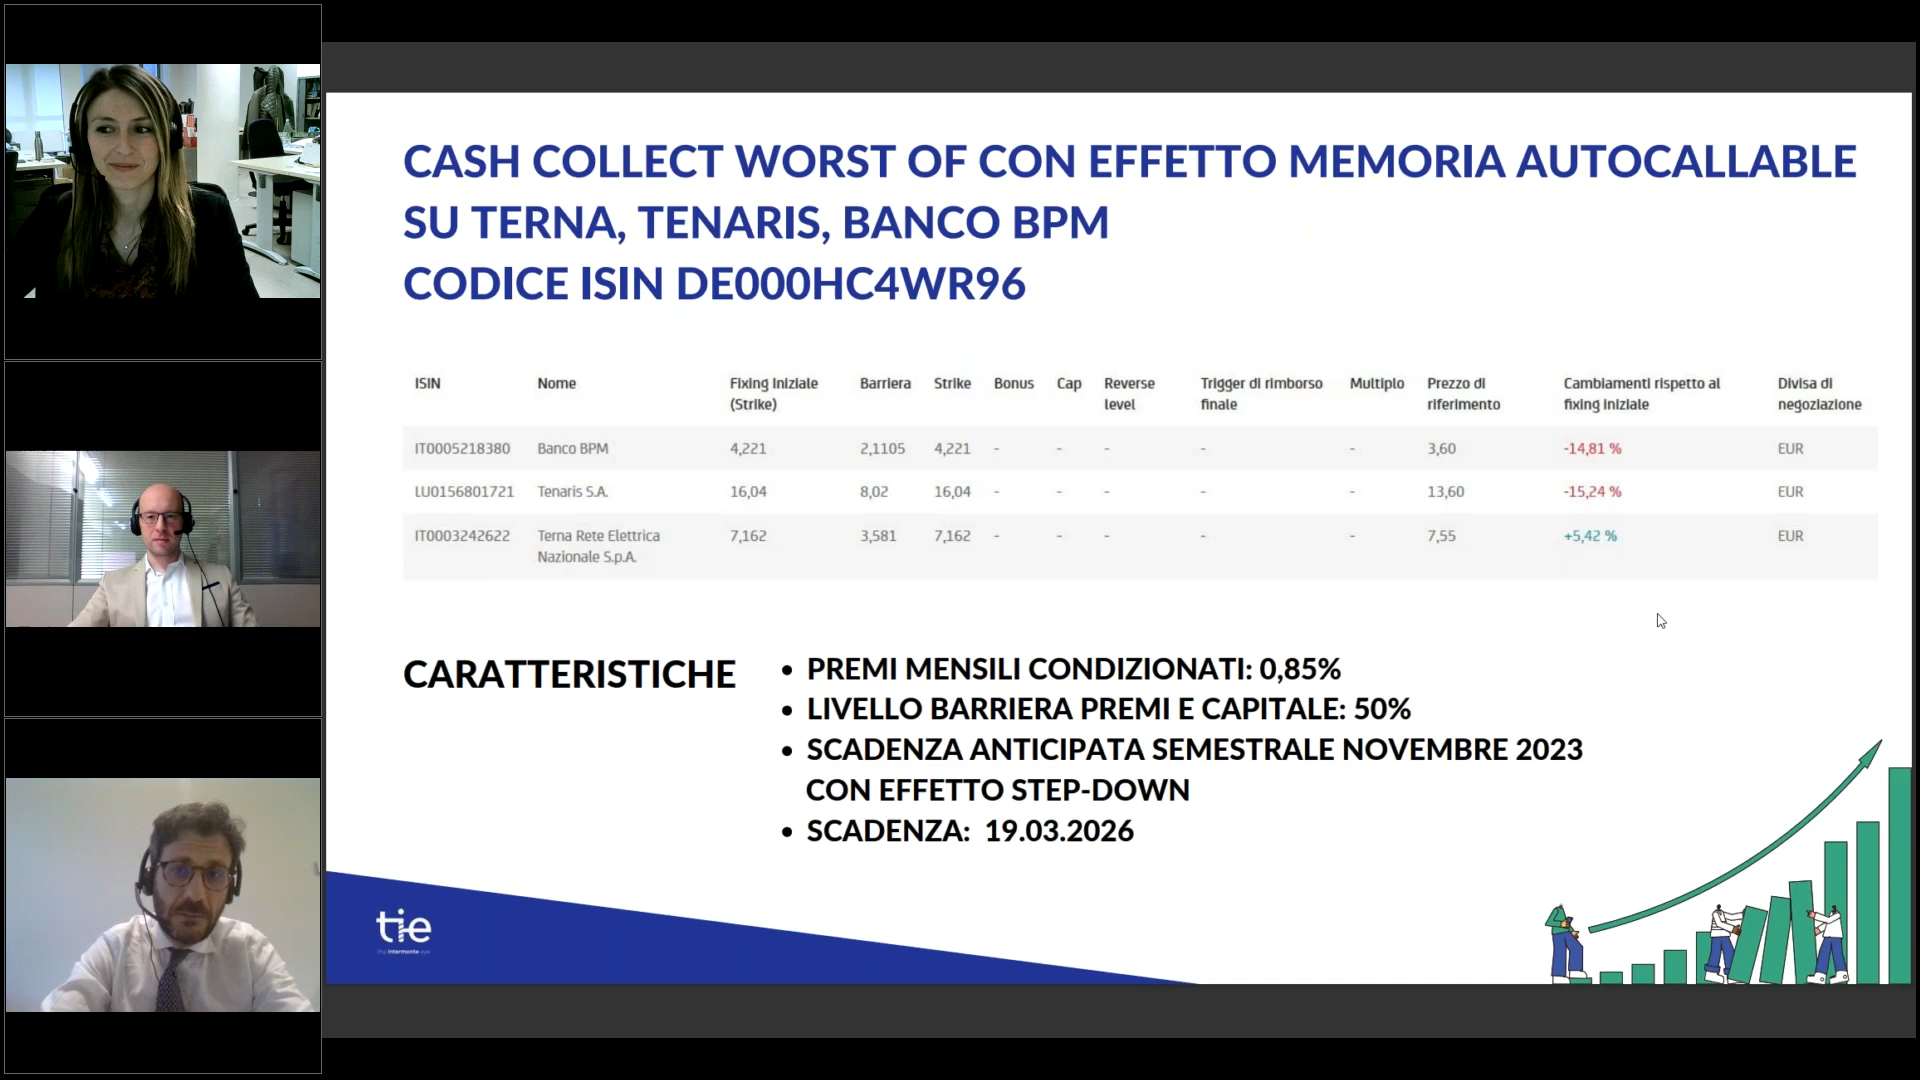 CASH COLLECT WORST OF CON EFFETTO MEMORIA AUTOCALLABLE
SU TERNA, TENARIS, BANCO BPM
CODICE ISIN DE000HC4WR96
ISIN Nome Fixing Iniziale (Strike) Barriera Strike Bonus Cap Reverse level Trigger di rimborso finale Multiplo Prezzo di riferimento Cambiamenti rispetto al fixing iniziale Divisa di negoziazione
IT0005218380 Banco BPM 4,221 2,1105 4,221 - - - - - 3,60 -14,81 % EUR
LU0156801721 Tenaris S.A. 16,04 8,02 16,04 - - - - - 13,60 -15,24 % EUR
IT0003242622 Terna Rete Elettrica Nazionale S.p.A. 7,162 3,581 7,162 - - - - - 7,55 +5,42 % EUR
CARATTERISTICHE
• PREMI MENSILI CONDIZIONATI: 0,85%
• LIVELLO BARRIERA PREMI E CAPITALE: 50%
• SCADENZA ANTICIPATA SEMESTRALE NOVEMBRE 2023
CON EFFETTO STEP-DOWN
• SCADENZA: 19.03.2026
tie